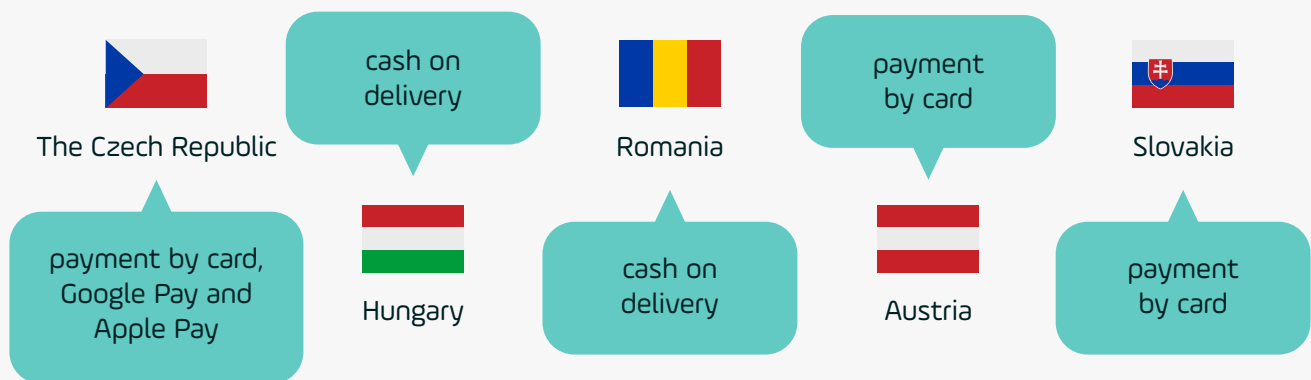 The Czech Republic
payment by card,
Google Pay and
Apple Pay
cash on
delivery
Hungary
Romania
cash on
delivery
payment
by card
Austria
Slovakia
payment
by card